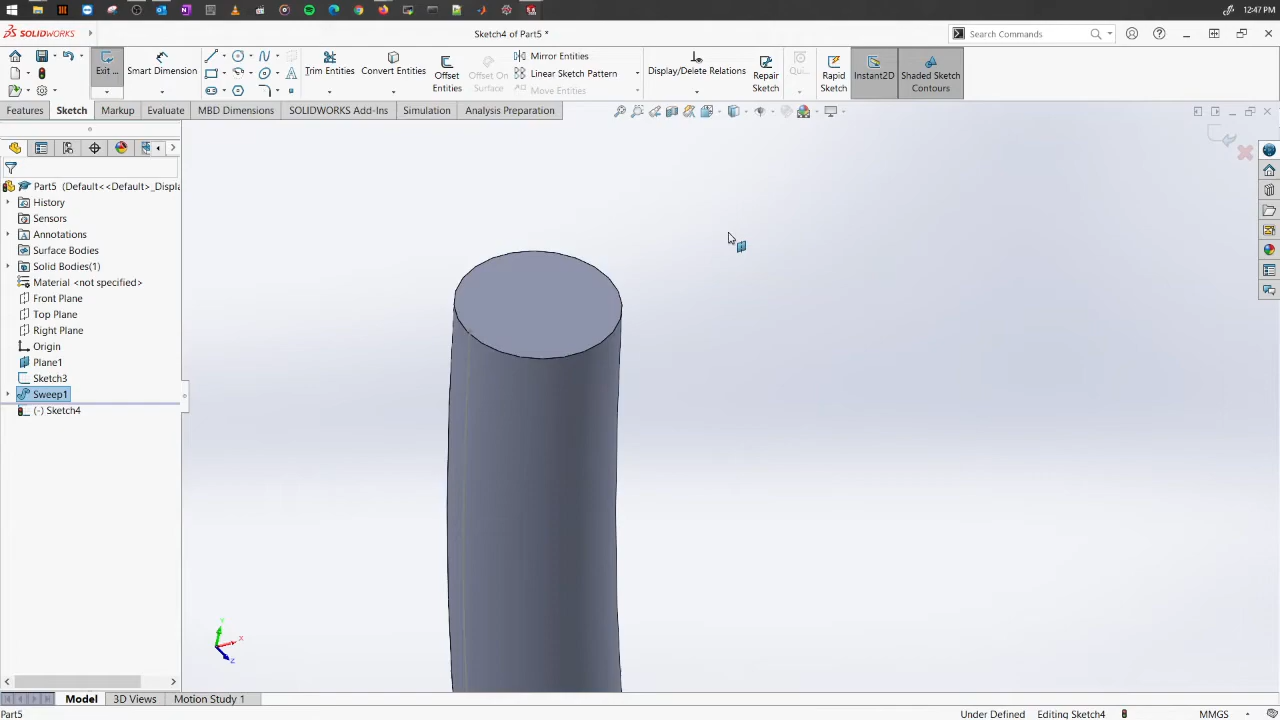 12:47 PM
SOLIDWORKS
Sketch4 of Part5 *
Search Commands
Exit ...
Smart Dimension
Trim Entities
Convert Entities
Offset Entities
Offset On Surface
Mirror Entities
Linear Sketch Pattern
Move Entities
Display/Delete Relations
Repair Sketch
Qui...
Rapid Sketch
Instant2D
Shaded Sketch Contours
Features
Sketch
Markup
Evaluate
MBD Dimensions
SOLIDWORKS Add-Ins
Simulation
Analysis Preparation
Part5 (Default<<Default>_Displa
History
Sensors
Annotations
Surface Bodies
Solid Bodies(1)
Material <not specified>
Front Plane
Top Plane
Right Plane
Origin
Plane1
Sketch3
Sweep1
(-) Sketch4
Y
X
Z
Model
3D Views
Motion Study 1
Part5
Under Defined
Editing Sketch4
MMGS